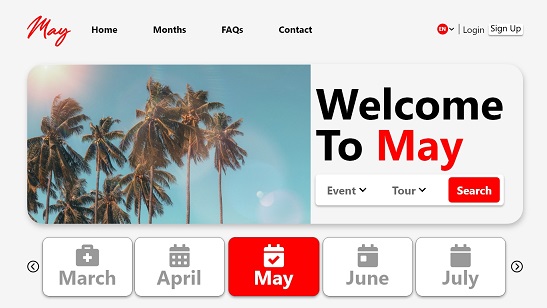 May
Home
Months
FAQs
Contact
EN
Login
Sign Up
Welcome
To May
Event
Tour
Search
March
April
May
June
July